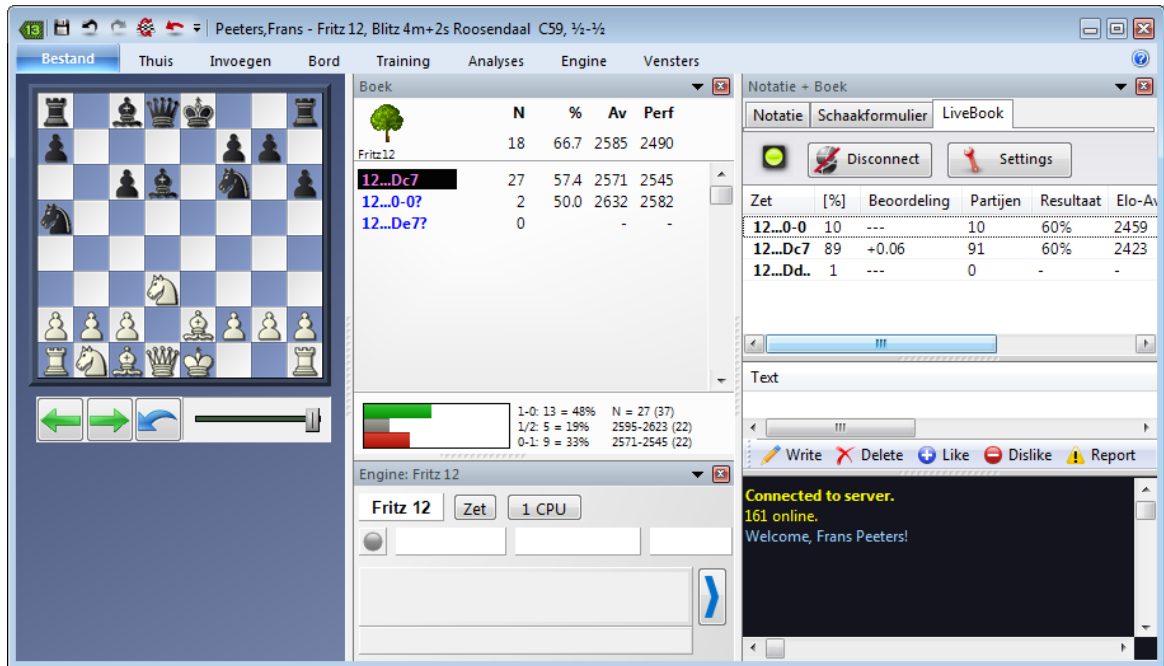 13 Peeters,Frans - Fritz 12, Blitz 4m+2s Roosendaal C59, ½-½
Bestand Thuis Invoegen Bord Training Analyses Engine Vensters
Boek
N % Av Perf
Fritz12 18 66.7 2585 2490
12...Dc7 27 57.4 2571 2545
12...0-0? 2 50.0 2632 2582
12...De7? 0 - -
1-0: 13 = 48% N = 27 (37)
1/2: 5 = 19% 2595-2623 (22)
0-1: 9 = 33% 2571-2545 (22)
Engine: Fritz 12
Fritz 12 Zet 1 CPU
Notatie + Boek
Notatie Schaakformulier LiveBook
Disconnect Settings
Zet [%] Beoordeling Partijen Resultaat Elo-Av
12...0-0 10 --- 10 60% 2459
12...Dc7 89 +0.06 91 60% 2423
12...Dd.. 1 --- 0 - -
Text
Write Delete Like Dislike Report
Connected to server.
161 online.
Welcome, Frans Peeters!